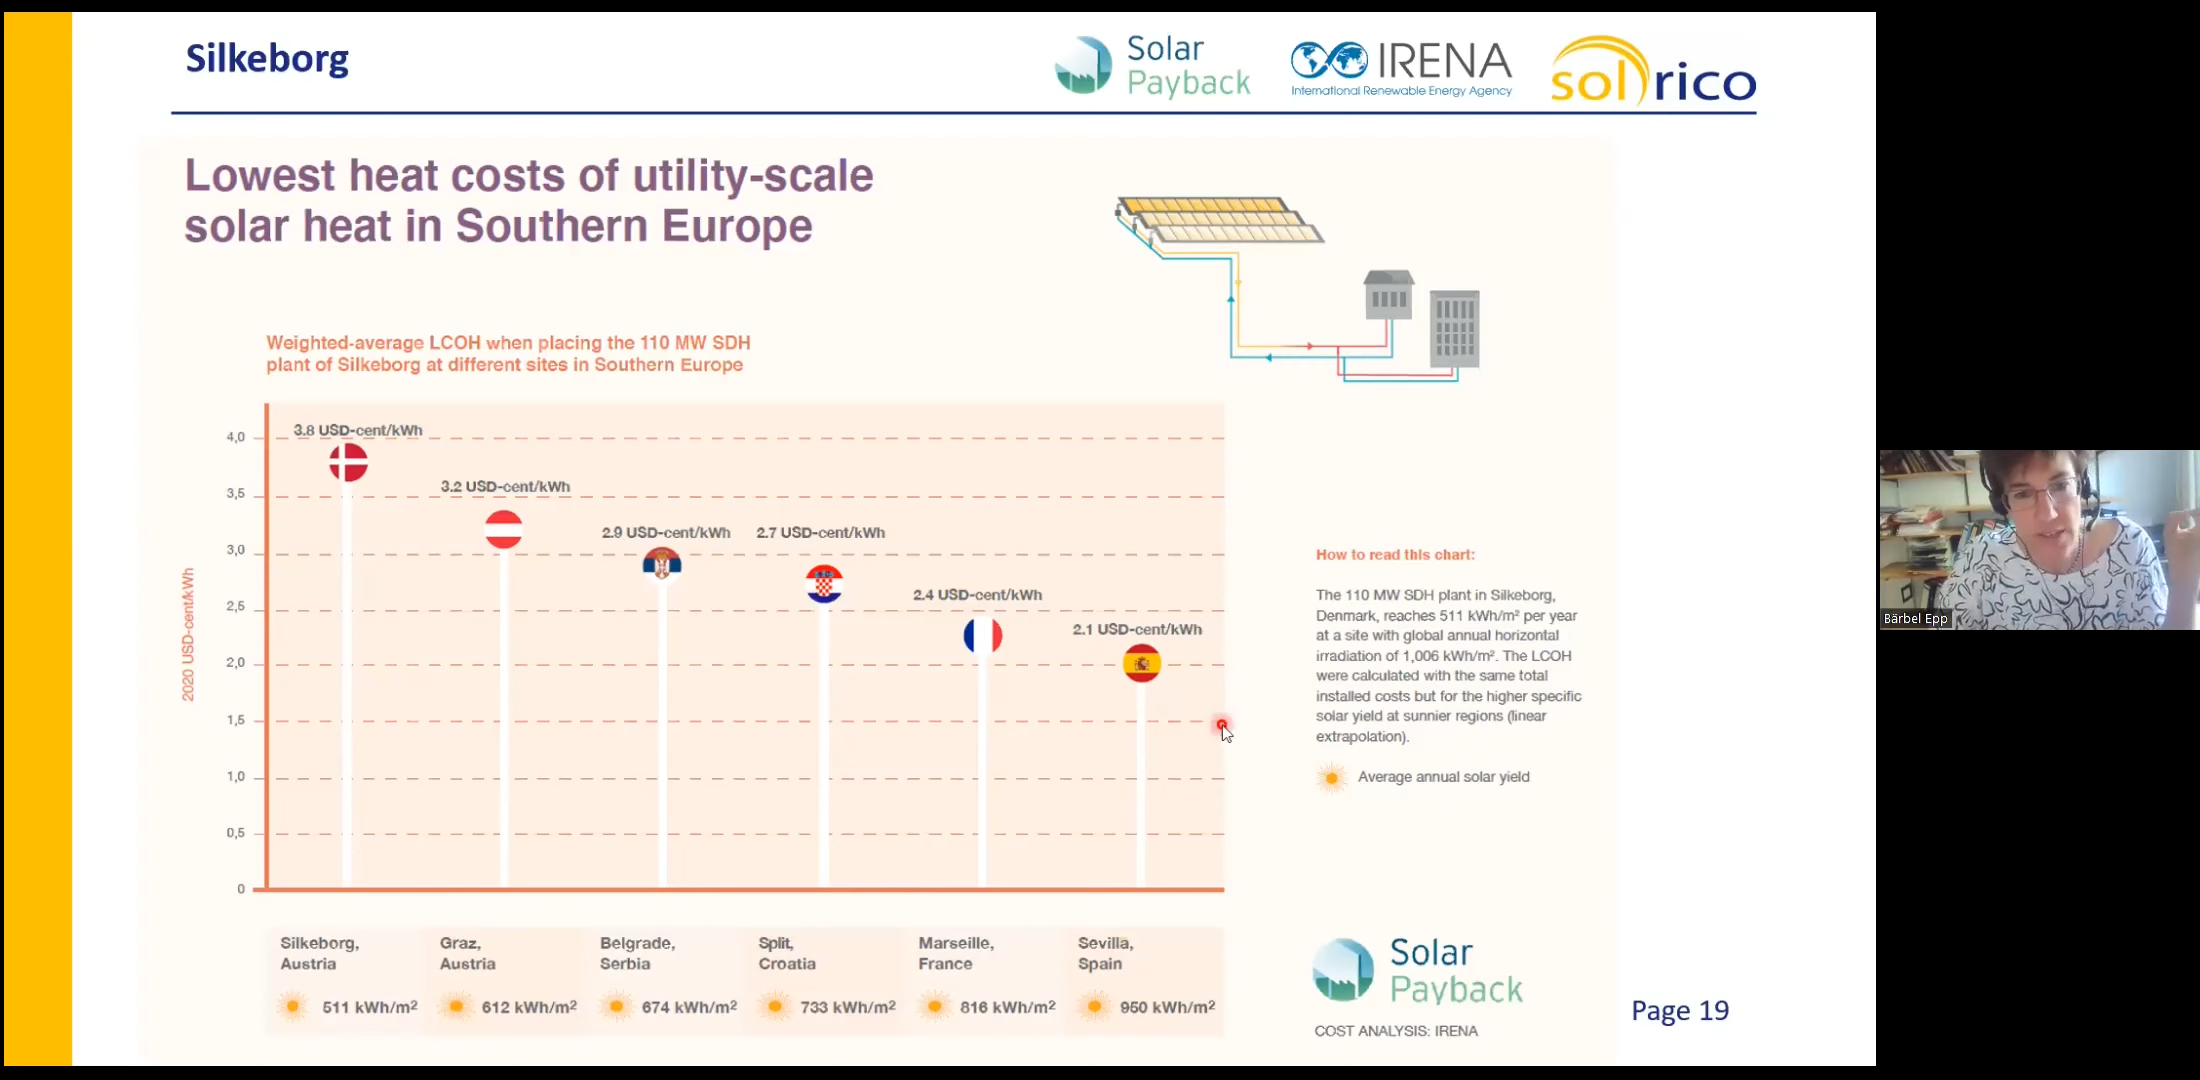 Silkeborg
Solar
Payback
IRENA
International Renewable Energy Agency
solrico
Lowest heat costs of utility-scale
solar heat in Southern Europe
Weighted-average LCOH when placing the 110 MW SDH
plant of Silkeborg at different sites in Southern Europe
2020 USD-cent/kWh
4,0
3,5
3,0
2,5
2,0
1,5
1,0
0,5
0
3.8 USD-cent/kWh
3.2 USD-cent/kWh
2.9 USD-cent/kWh
2.7 USD-cent/kWh
2.4 USD-cent/kWh
2.1 USD-cent/kWh
Silkeborg,
Austria
511 kWh/m²
Graz,
Austria
612 kWh/m²
Belgrade,
Serbia
674 kWh/m²
Split,
Croatia
733 kWh/m²
Marseille,
France
816 kWh/m²
Sevilla,
Spain
950 kWh/m²
How to read this chart:
The 110 MW SDH plant in Silkeborg,
Denmark, reaches 511 kWh/m² per year
at a site with global annual horizontal
irradiation of 1,006 kWh/m². The LCOH
were calculated with the same total
installed costs but for the higher specific
solar yield at sunnier regions (linear
extrapolation).
Average annual solar yield
Solar
Payback
COST ANALYSIS: IRENA
Page 19
Bärbel Epp